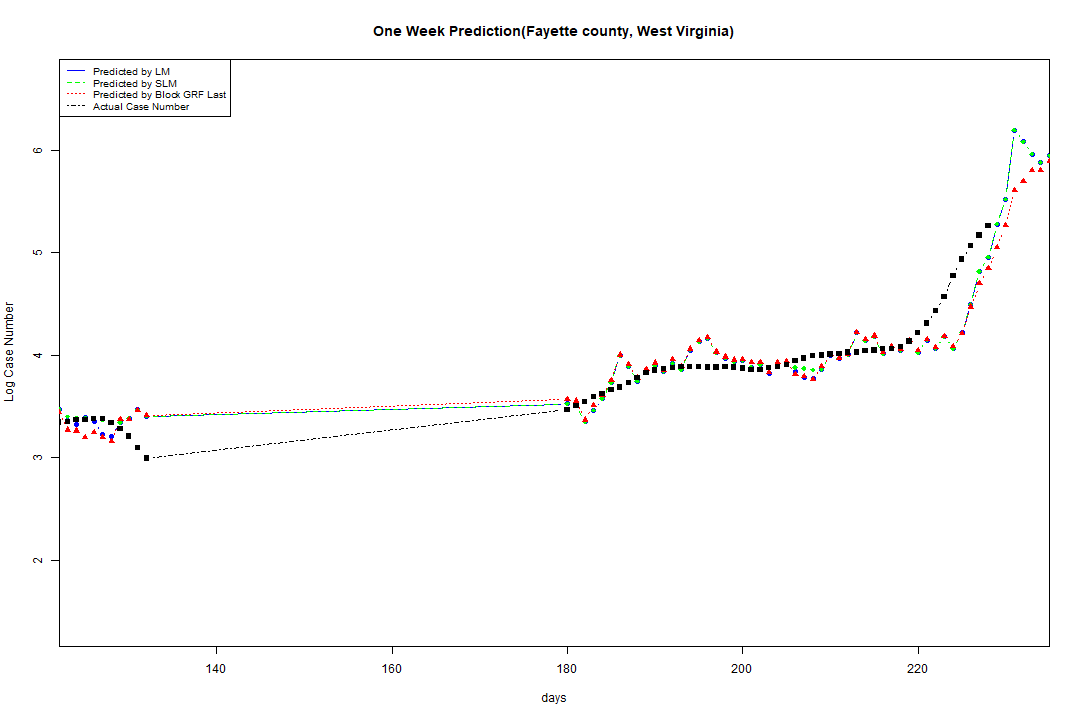 One Week Prediction(Fayette county, West Virginia)
Predicted by LM
Predicted by SLM
Predicted by Block GRF Last
Actual Case Number
6
5
4
3
2
Log Case Number
140 160 180 200 220
days